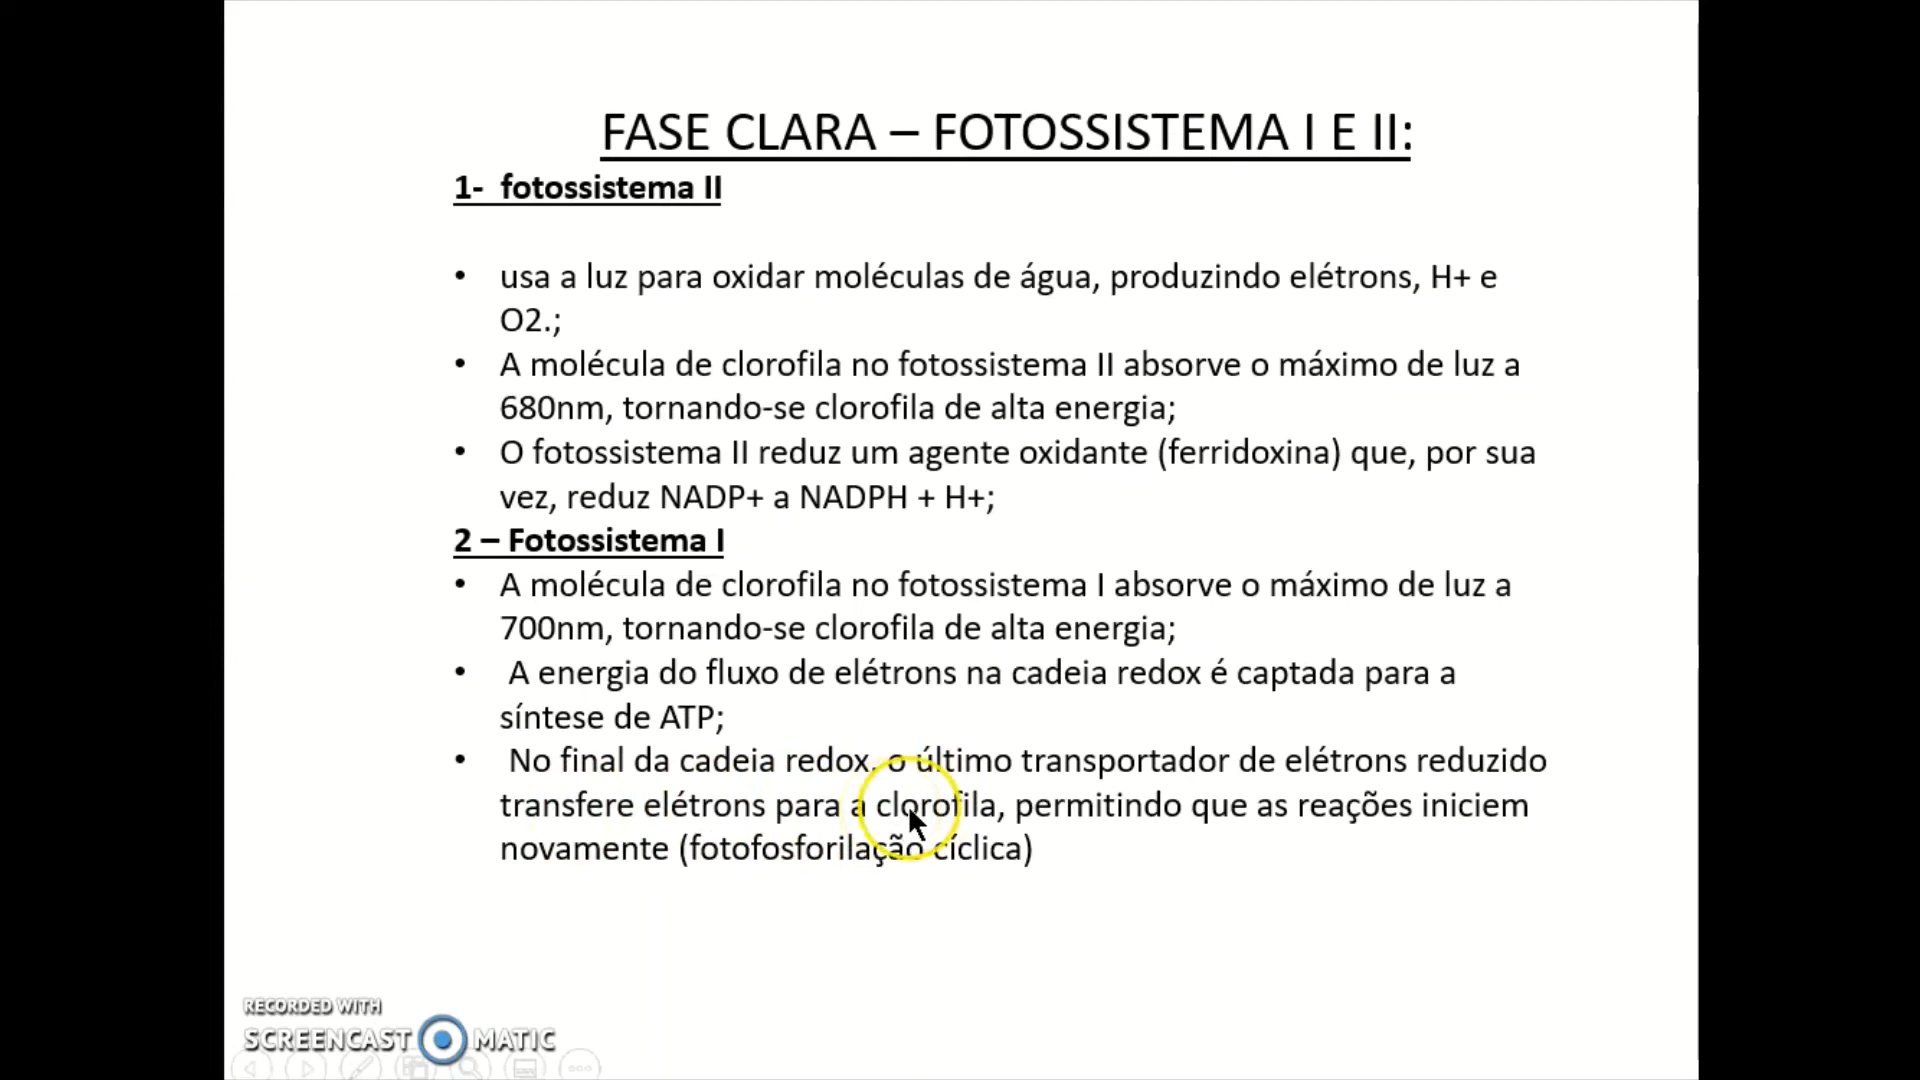 FASE CLARA – FOTOSSISTEMA I E II:
1- fotossistema II
• usa a luz para oxidar moléculas de água, produzindo elétrons, H+ e
O2.;
• A molécula de clorofila no fotossistema II absorve o máximo de luz a
680nm, tornando-se clorofila de alta energia;
• O fotossistema II reduz um agente oxidante (ferridoxina) que, por sua
vez, reduz NADP+ a NADPH + H+;
2 – Fotossistema I
• A molécula de clorofila no fotossistema I absorve o máximo de luz a
700nm, tornando-se clorofila de alta energia;
• A energia do fluxo de elétrons na cadeia redox é captada para a
síntese de ATP;
• No final da cadeia redox, o último transportador de elétrons reduzido
transfere elétrons para a clorofila, permitindo que as reações iniciem
novamente (fotofosforilação cíclica)
RECORDED WITH
SCREENCAST MATIC